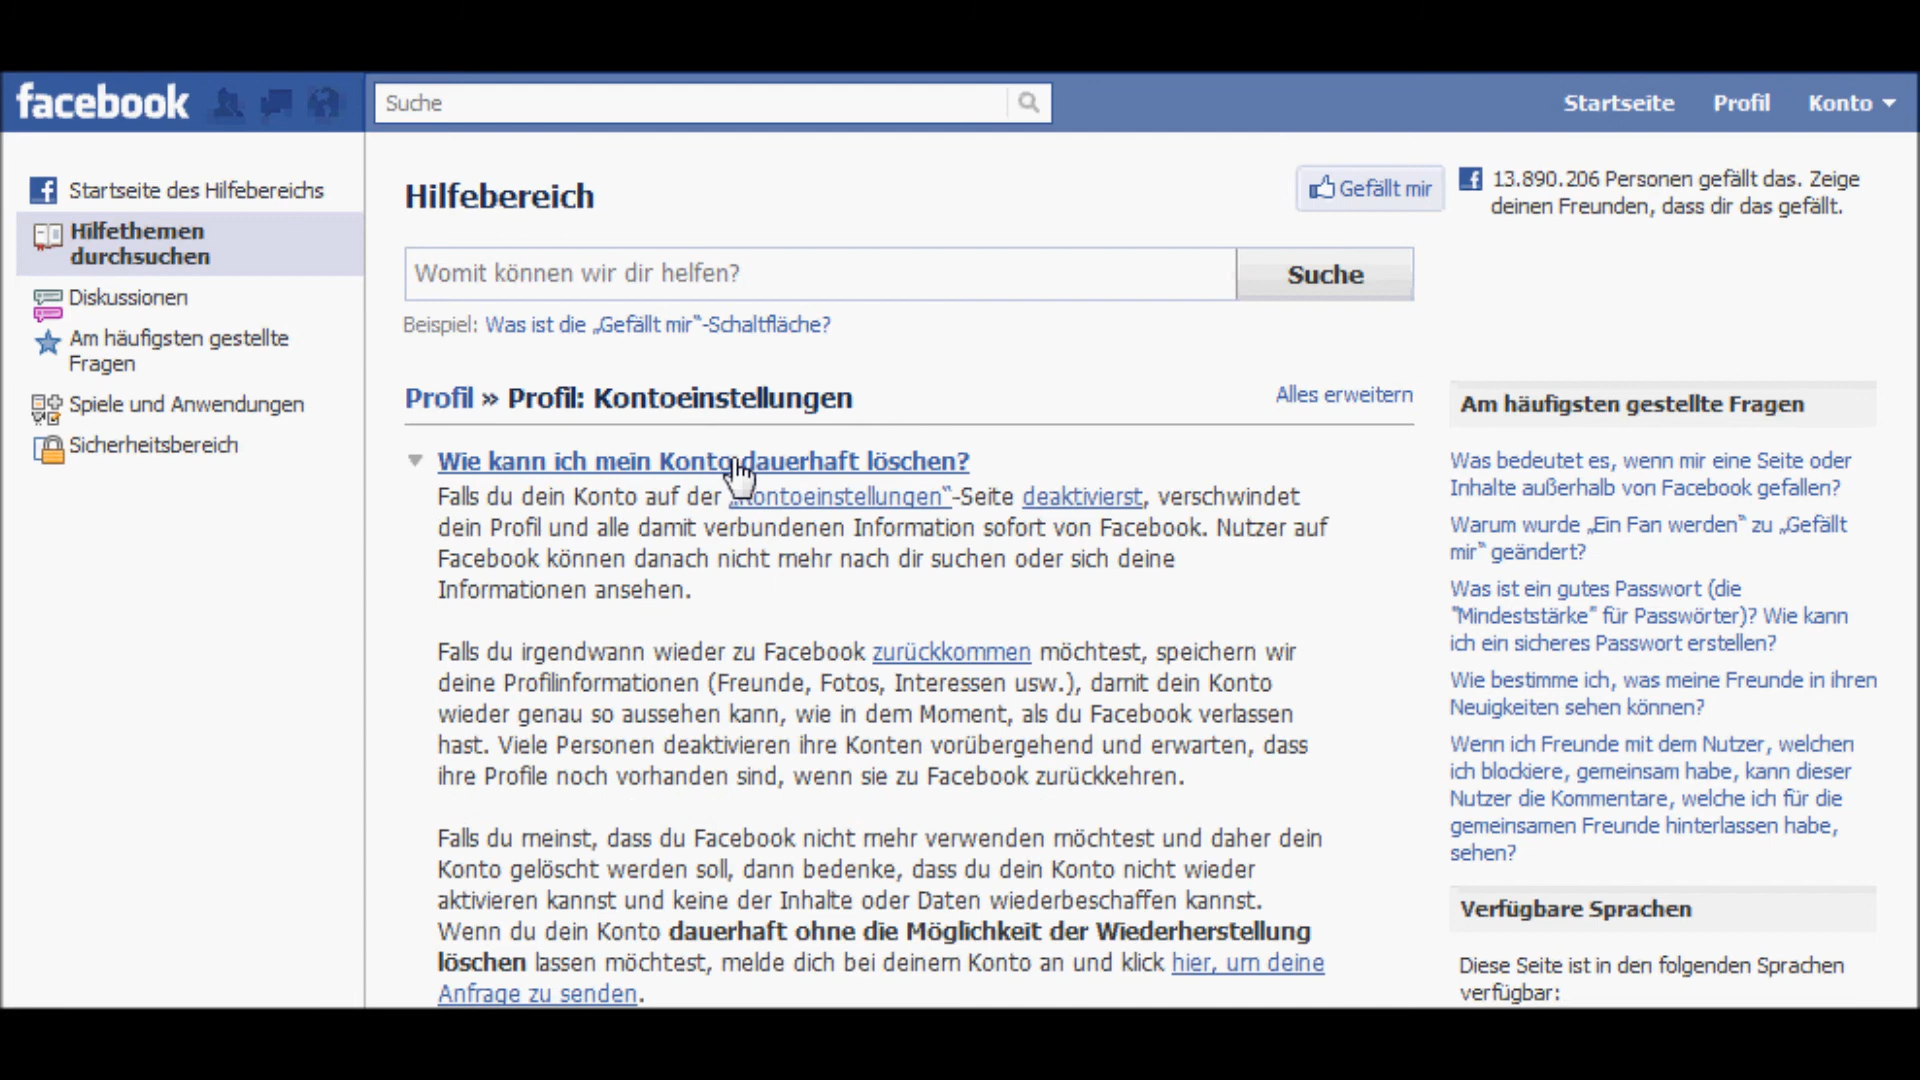 facebook
Suche
Startseite
Profil
Konto
Startseite des Hilfebereichs
Hilfethemen
durchsuchen
Diskussionen
Am häufigsten gestellte
Fragen
Spiele und Anwendungen
Sicherheitsbereich
Hilfebereich
Gefällt mir
13.890.206 Personen gefällt das. Zeige
deinen Freunden, dass dir das gefällt.
Womit können wir dir helfen?
Suche
Beispiel: Was ist die „Gefällt mir“-Schaltfläche?
Profil » Profil: Kontoeinstellungen
Alles erweitern
Wie kann ich mein Konto dauerhaft löschen?
Falls du dein Konto auf der „Kontoeinstellungen“-Seite deaktivierst, verschwindet
dein Profil und alle damit verbundenen Information sofort von Facebook. Nutzer auf
Facebook können danach nicht mehr nach dir suchen oder sich deine
Informationen ansehen.
Falls du irgendwann wieder zu Facebook zurückkommen möchtest, speichern wir
deine Profilinformationen (Freunde, Fotos, Interessen usw.), damit dein Konto
wieder genau so aussehen kann, wie in dem Moment, als du Facebook verlassen
hast. Viele Personen deaktivieren ihre Konten vorübergehend und erwarten, dass
ihre Profile noch vorhanden sind, wenn sie zu Facebook zurückkehren.
Falls du meinst, dass du Facebook nicht mehr verwenden möchtest und daher dein
Konto gelöscht werden soll, dann bedenke, dass du dein Konto nicht wieder
aktivieren kannst und keine der Inhalte oder Daten wiederbeschaffen kannst.
Wenn du dein Konto dauerhaft ohne die Möglichkeit der Wiederherstellung
löschen lassen möchtest, melde dich bei deinem Konto an und klick hier, um deine
Anfrage zu senden.
Am häufigsten gestellte Fragen
Was bedeutet es, wenn mir eine Seite oder
Inhalte außerhalb von Facebook gefallen?
Warum wurde „Ein Fan werden“ zu „Gefällt
mir“ geändert?
Was ist ein gutes Passwort (die
"Mindeststärke" für Passwörter)? Wie kann
ich ein sicheres Passwort erstellen?
Wie bestimme ich, was meine Freunde in ihren
Neuigkeiten sehen können?
Wenn ich Freunde mit dem Nutzer, welchen
ich blockiere, gemeinsam habe, kann dieser
Nutzer die Kommentare, welche ich für die
gemeinsamen Freunde hinterlassen habe,
sehen?
Verfügbare Sprachen
Diese Seite ist in den folgenden Sprachen
verfügbar: